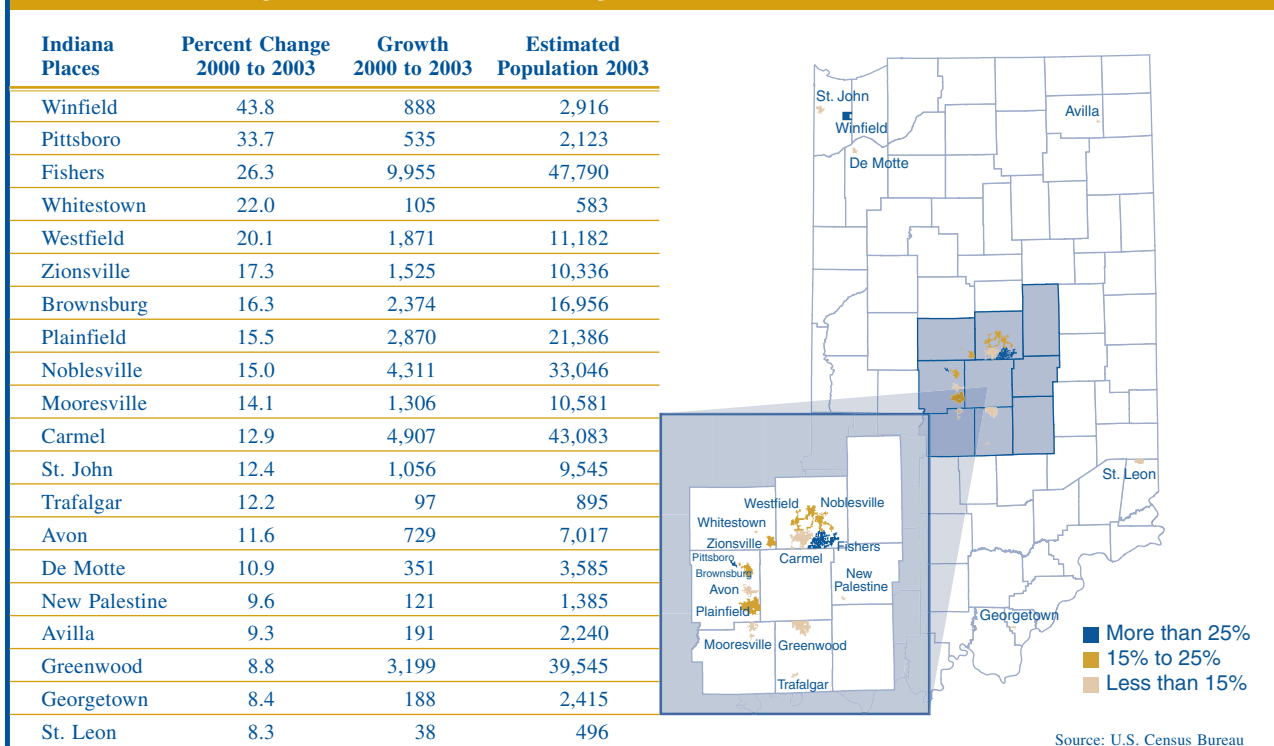 Indiana Places Percent Change 2000 to 2003 Growth 2000 to 2003 Estimated Population 2003
Winfield 43.8 888 2,916
Pittsboro 33.7 535 2,123
Fishers 26.3 9,955 47,790
Whitestown 22.0 105 583
Westfield 20.1 1,871 11,182
Zionsville 17.3 1,525 10,336
Brownsburg 16.3 2,374 16,956
Plainfield 15.5 2,870 21,386
Noblesville 15.0 4,311 33,046
Mooresville 14.1 1,306 10,581
Carmel 12.9 4,907 43,083
St. John 12.4 1,056 9,545
Trafalgar 12.2 97 895
Avon 11.6 729 7,017
De Motte 10.9 351 3,585
New Palestine 9.6 121 1,385
Avilla 9.3 191 2,240
Greenwood 8.8 3,199 39,545
Georgetown 8.4 188 2,415
St. Leon 8.3 38 496
St. John
Winfield
De Motte
Avilla
St. Leon
Georgetown
Westfield
Noblesville
Whitestown
Zionsville
Fishers
Carmel
Pittsboro
Brownsburg
New
Palestine
Avon
Plainfield
Mooresville
Greenwood
Trafalgar
More than 25%
15% to 25%
Less than 15%
Source: U.S. Census Bureau